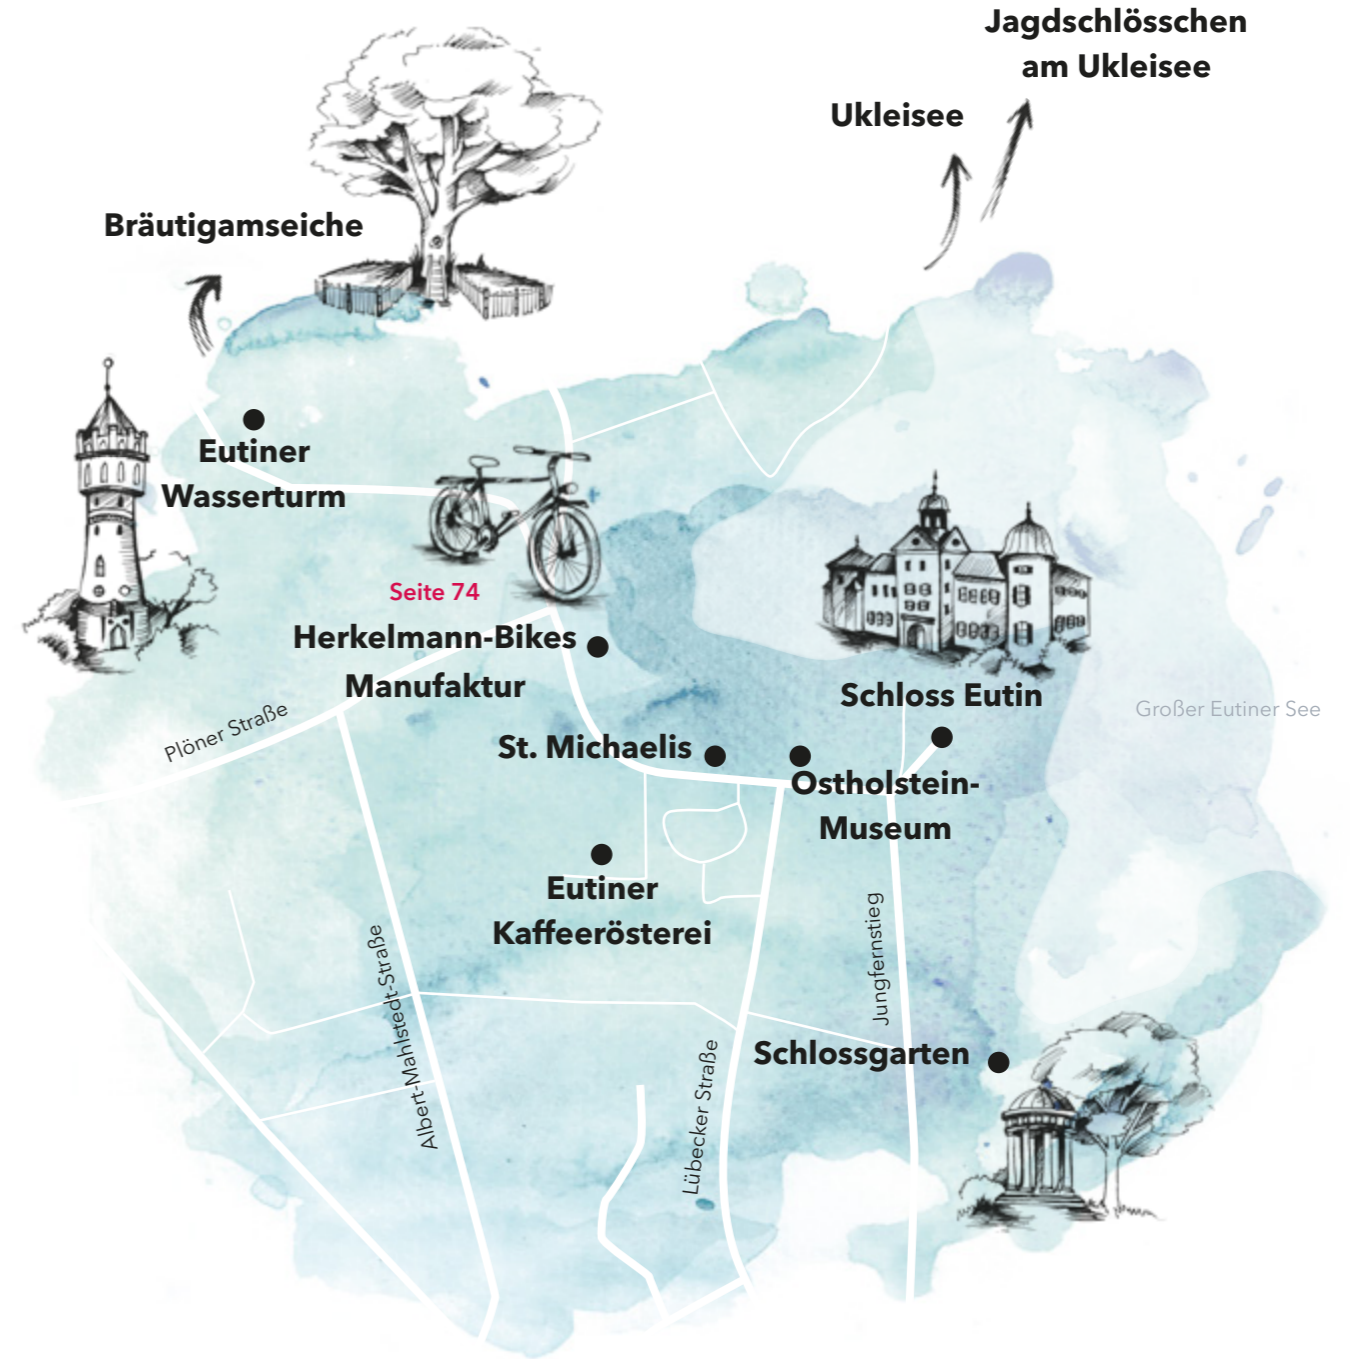 Jagdschlösschen
am Ukleisee
Ukleisee
Bräutigamseiche
Eutiner
Wasserturm
Seite 74
Herkelmann-Bikes
Manufaktur
Plöner Straße
Schloss Eutin
Großer Eutiner See
St. Michaelis
Ostholstein-
Museum
Eutiner
Kaffeerösterei
Albert-Mahlstedt-Straße
Jungfernstieg
Lübecker Straße
Schlossgarten